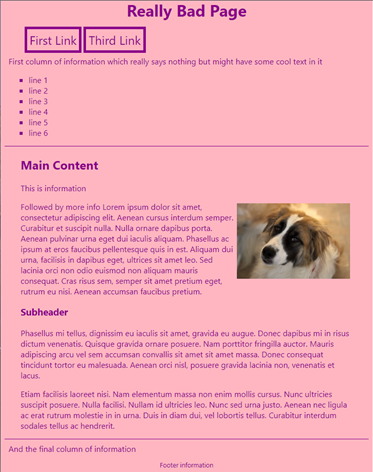 Really Bad Page
First Link
Third Link
First column of information which really says nothing but might have some cool text in it
line 1
line 2
line 3
line 4
line 5
line 6
Main Content
This is information
Followed by more info Lorem ipsum dolor sit amet,
consectetur adipiscing elit. Aenean cursus interdum semper.
Curabitur et suscipit nulla. Nulla ornare dapibus porta.
Aenean pulvinar urna eget dui iaculis aliquam. Phasellus ac
ipsum at eros faucibus pellentesque quis in est. Aliquam dui
urna, facilisis in dapibus eget, ultrices sit amet leo. Sed
lacinia orci non odio euismod non aliquam mauris
consequat. Cras risus sem, semper sit amet pretium eget,
rutrum eu nisi. Aenean accumsan faucibus pretium.
Subheader
Phasellus mi tellus, dignissim eu iaculis sit amet, gravida eu augue. Donec dapibus mi in risus
dictum venenatis. Quisque gravida ornare posuere. Nam porttitor fringilla auctor. Mauris
adipiscing arcu vel sem accumsan convallis sit amet sit amet massa. Donec consequat
tincidunt tortor eu malesuada. Aenean orci nisl, posuere gravida lacinia non, venenatis et
lacus.
Etiam facilisis laoreet nisi. Nam elementum massa non enim mollis cursus. Nunc ultricies
suscipit posuere. Nulla facilisi. Nullam id ultricies leo. Nunc sed urna justo. Aenean nec ligula
ac erat rutrum molestie in in urna. Duis in diam dui, vel lobortis tellus. Curabitur interdum
sodales tellus ac hendrerit.
And the final column of information
Footer information